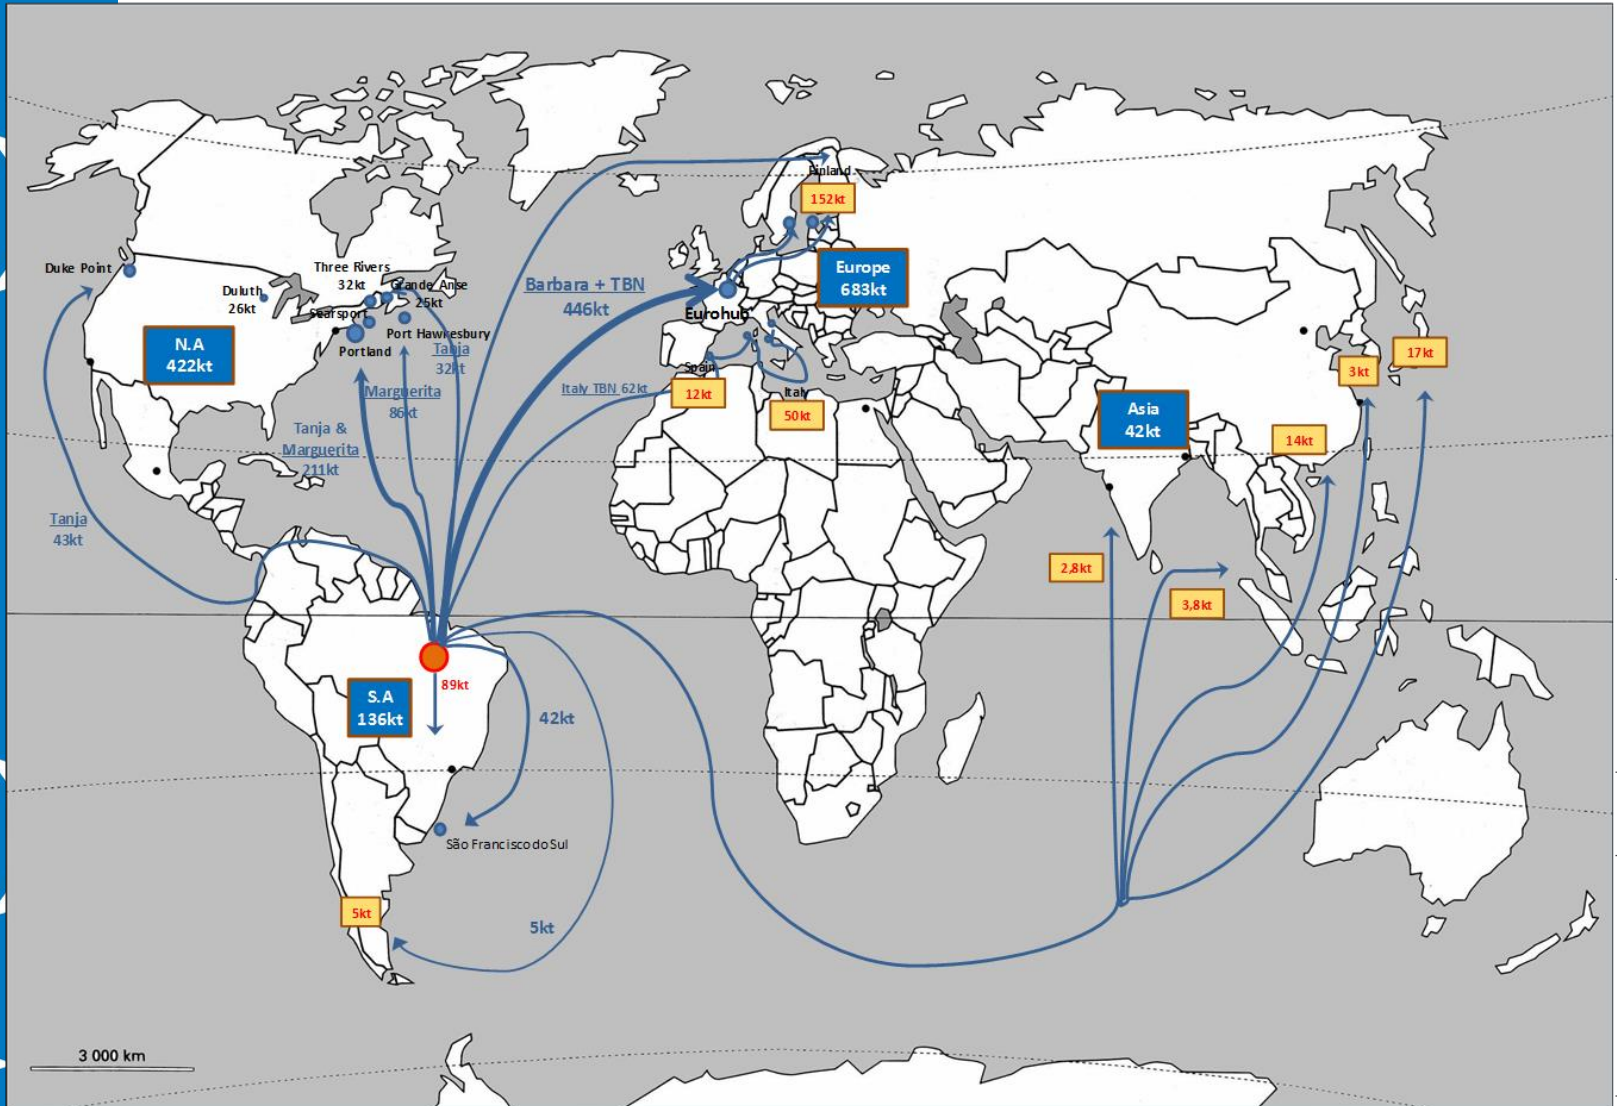 Finland
152kt
Europe
683kt
Duke Point
Three Rivers
32kt
Grande Anse
25kt
Duluth
26kt
Searsport
Port Hawkesbury
Portland
N.A
422kt
Barbara + TBN
446kt
Eurohub
Tanja
32kt
Marguerita
86kt
Tanja &
Marguerita
211kt
Italy TBN 62kt
Spain
12kt
Italy
50kt
Asia
42kt
17kt
3kt
14kt
Tanja
43kt
2,8kt
3,8kt
89kt
S.A
136kt
42kt
São Francisco do Sul
5kt
5kt
3 000 km